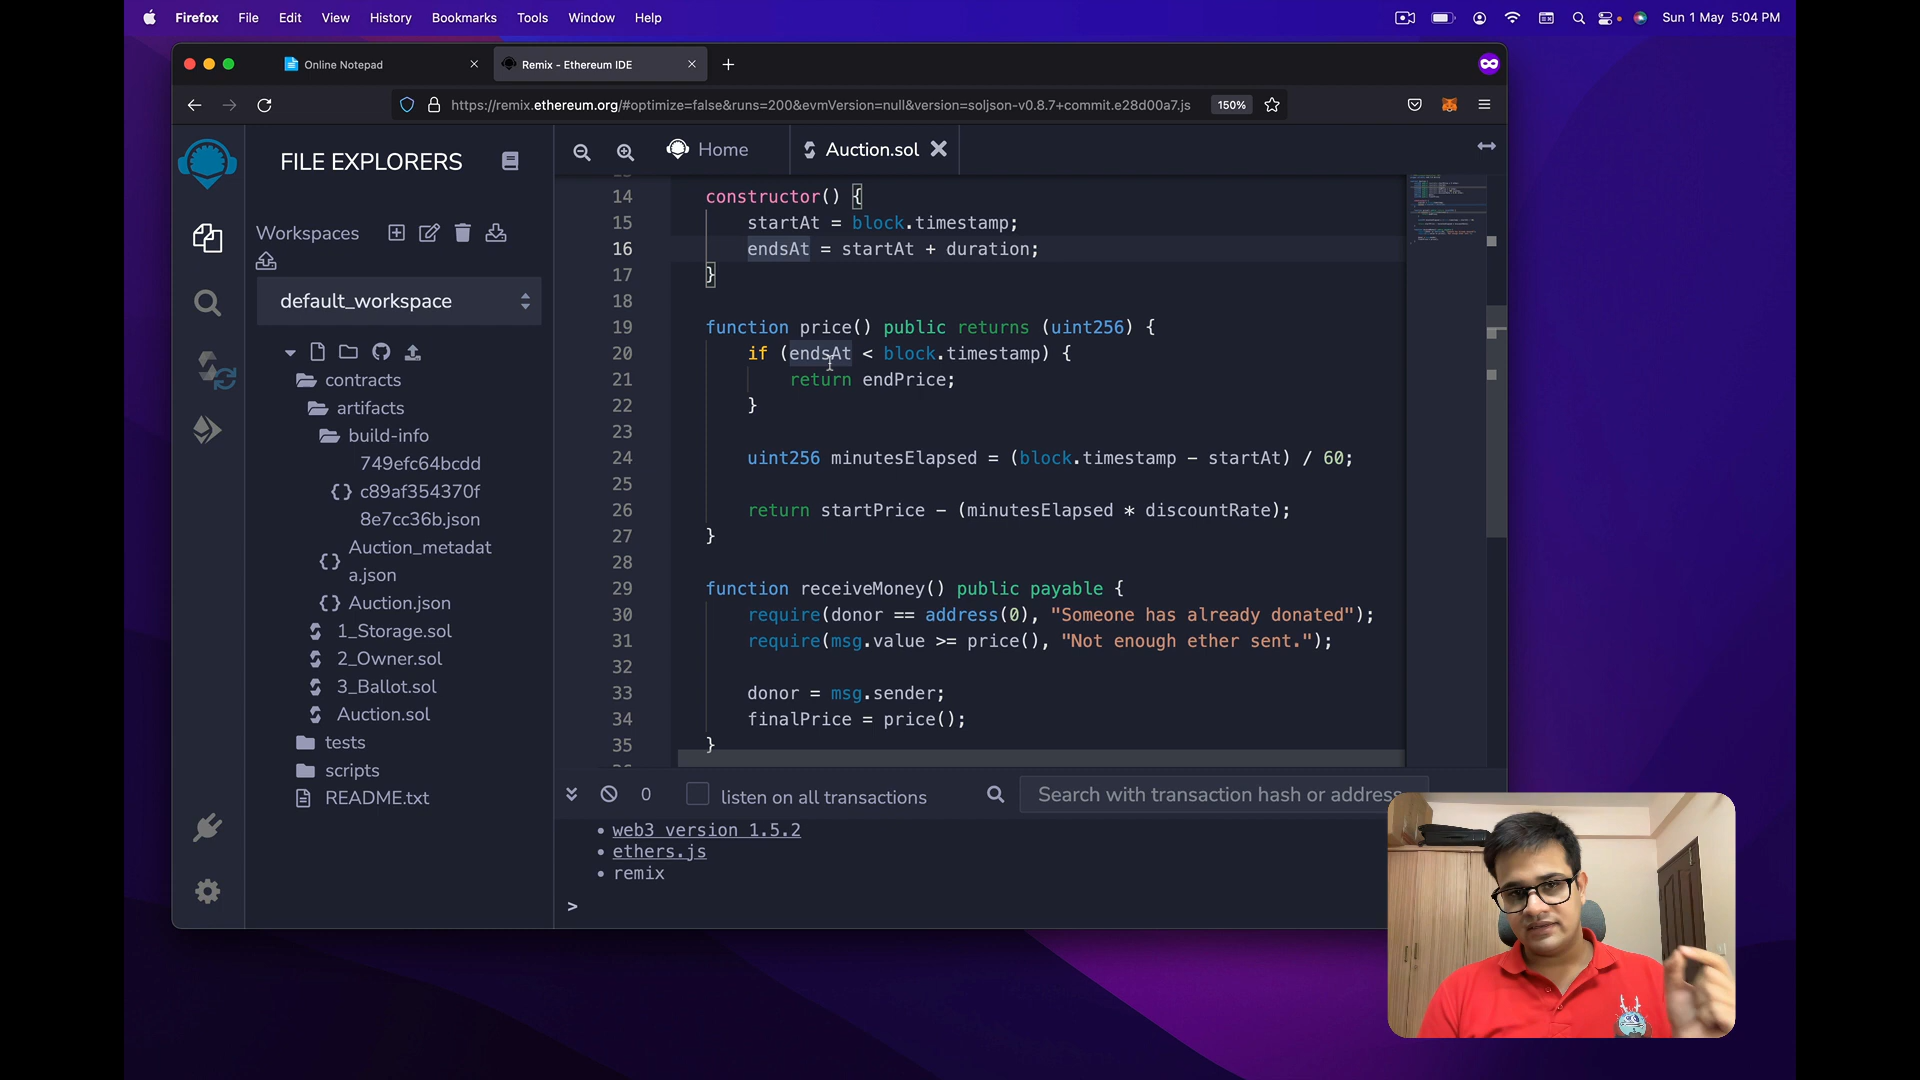 Firefox File Edit View History Bookmarks Tools Window Help Sun 1 May 5:04 PM
Online Notepad Remix - Ethereum IDE
https://remix.ethereum.org/#optimize=false&runs=200&evmVersion=null&version=soljson-v0.8.7+commit.e28d00a7.js 150%
FILE EXPLORERS
Home Auction.sol
Workspaces
default_workspace
contracts
artifacts
build-info
749efc64bcdd
c89af354370f
8e7cc36b.json
Auction_metadat
a.json
Auction.json
1_Storage.sol
2_Owner.sol
3_Ballot.sol
Auction.sol
tests
scripts
README.txt
14 constructor() {
15 startAt = block.timestamp;
16 endsAt = startAt + duration;
17 }
18
19 function price() public returns (uint256) {
20 if (endsAt < block.timestamp) {
21 return endPrice;
22 }
23
24 uint256 minutesElapsed = (block.timestamp - startAt) / 60;
25
26 return startPrice - (minutesElapsed * discountRate);
27 }
28
29 function receiveMoney() public payable {
30 require(donor == address(0), "Someone has already donated");
31 require(msg.value >= price(), "Not enough ether sent.");
32
33 donor = msg.sender;
34 finalPrice = price();
35 }
0 listen on all transactions Search with transaction hash or address
• web3 version 1.5.2
• ethers.js
• remix
>